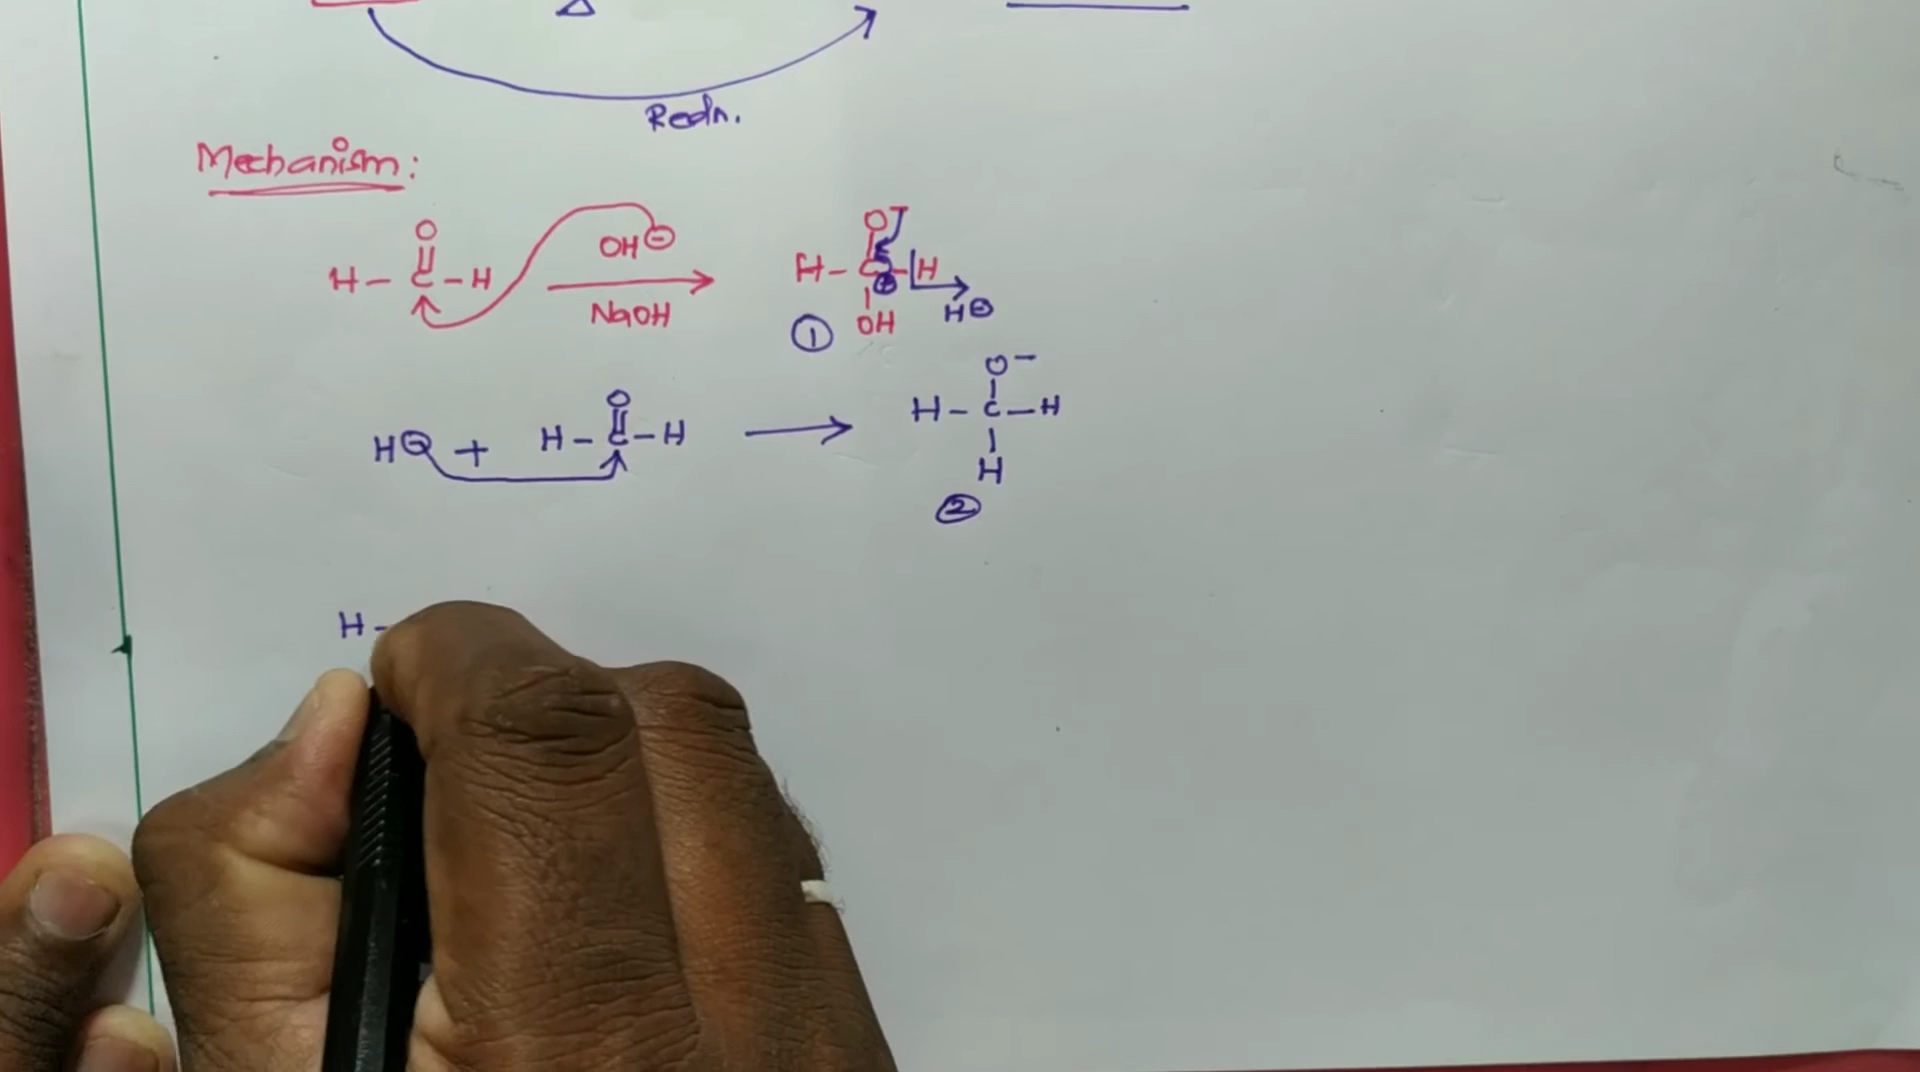 Δ
Redn.
Mechanism:
O
H – C – H
OH ⊖
NaOH
O
H – C – H
⊕
OH
H ⊖
①
H ⊖ +
O
H – C – H
O⁻
H – C – H
H
②
H –